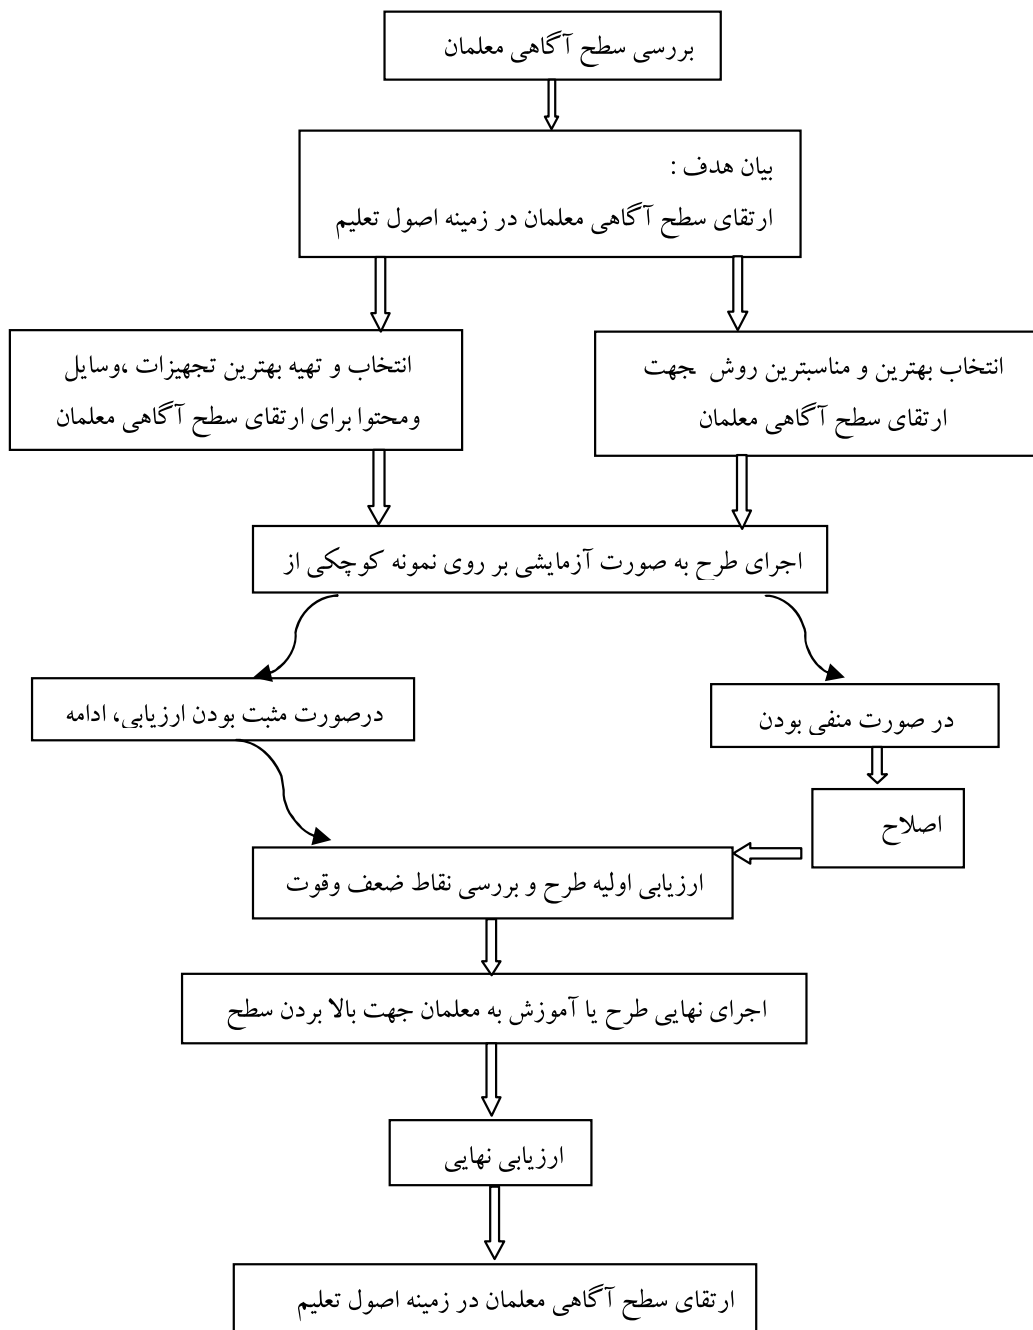 بررسی سطح آگاهی معلمان
بیان هدف :
ارتقای سطح آگاهی معلمان در زمینه اصول تعلیم
انتخاب بهترین و مناسبترین روش جهت
ارتقای سطح آگاهی معلمان
انتخاب و تهیه بهترین تجهیزات ،وسایل
ومحتوا برای ارتقای سطح آگاهی معلمان
اجرای طرح به صورت آزمایشی بر روی نمونه کوچکی از
در صورت منفی بودن
درصورت مثبت بودن ارزیابی، ادامه
اصلاح
ارزیابی اولیه طرح و بررسی نقاط ضعف وقوت
اجرای نهایی طرح یا آموزش به معلمان جهت بالا بردن سطح
ارزیابی نهایی
ارتقای سطح آگاهی معلمان در زمینه اصول تعلیم